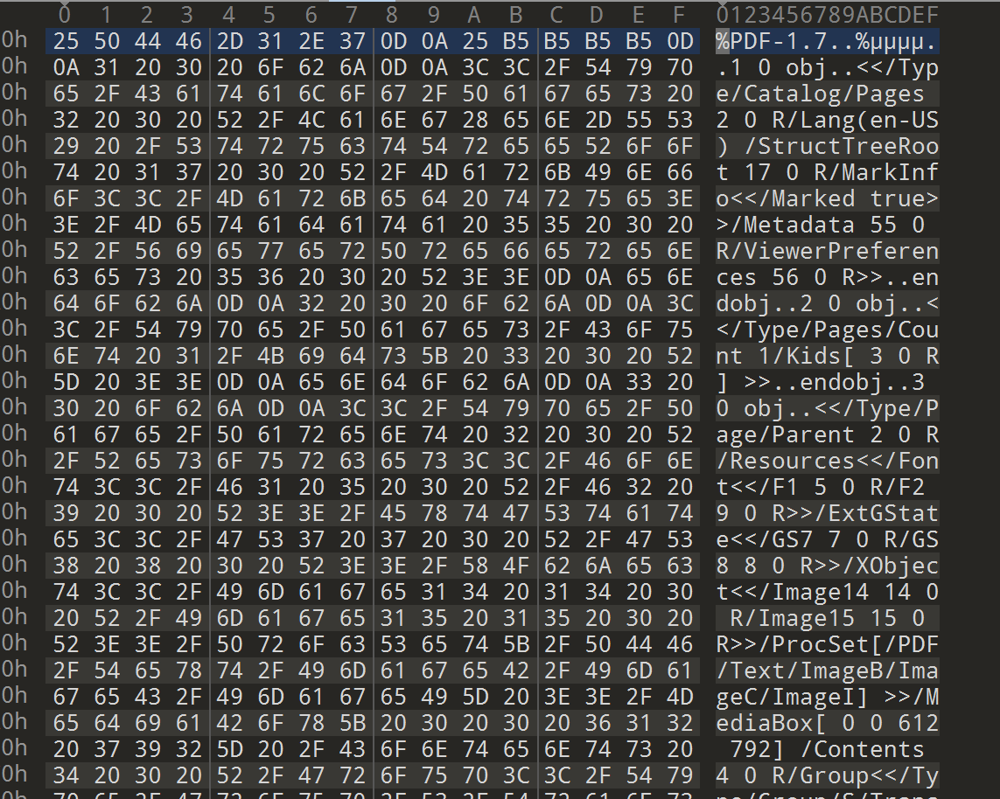 0 1 2 3 4 5 6 7 8 9 A B C D E F 0123456789ABCDEF
0h 25 50 44 46 2D 31 2E 37 0D 0A 25 B5 B5 B5 B5 0D %PDF-1.7..%µµµµ.
0h 0A 31 20 30 20 6F 62 6A 0D 0A 3C 3C 2F 54 79 70 .1 0 obj..<</Typ
0h 65 2F 43 61 74 61 6C 6F 67 2F 50 61 67 65 73 20 e/Catalog/Pages
0h 32 20 30 20 52 2F 4C 61 6E 67 28 65 6E 2D 55 53 2 0 R/Lang(en-US
0h 29 20 2F 53 74 72 75 63 74 54 72 65 65 52 6F 6F ) /StructTreeRoo
0h 74 20 31 37 20 30 20 52 2F 4D 61 72 6B 49 6E 66 t 17 0 R/MarkInf
0h 6F 3C 3C 2F 4D 61 72 6B 65 64 20 74 72 75 65 3E o<</Marked true>
0h 3E 2F 4D 65 74 61 64 61 74 61 20 35 35 20 30 20 >/Metadata 55 0
0h 52 2F 56 69 65 77 65 72 50 72 65 66 65 72 65 6E R/ViewerPreferen
0h 63 65 73 20 35 36 20 30 20 52 3E 3E 0D 0A 65 6E ces 56 0 R>>..en
0h 64 6F 62 6A 0D 0A 32 20 30 20 6F 62 6A 0D 0A 3C dobj..2 0 obj..<
0h 3C 2F 54 79 70 65 2F 50 61 67 65 73 2F 43 6F 75 </Type/Pages/Cou
0h 6E 74 20 31 2F 4B 69 64 73 5B 20 33 20 30 20 52 nt 1/Kids[ 3 0 R
0h 5D 20 3E 3E 0D 0A 65 6E 64 6F 62 6A 0D 0A 33 20 ] >>..endobj..3
0h 30 20 6F 62 6A 0D 0A 3C 3C 2F 54 79 70 65 2F 50 0 obj..<</Type/P
0h 61 67 65 2F 50 61 72 65 6E 74 20 32 20 30 20 52 age/Parent 2 0 R
0h 2F 52 65 73 6F 75 72 63 65 73 3C 3C 2F 46 6F 6E /Resources<</Fon
0h 74 3C 3C 2F 46 31 20 35 20 30 20 52 2F 46 32 20 t<</F1 5 0 R/F2
0h 39 20 30 20 52 3E 3E 2F 45 78 74 47 53 74 61 74 9 0 R>>/ExtGStat
0h 65 3C 3C 2F 47 53 37 20 37 20 30 20 52 2F 47 53 e<</GS7 7 0 R/GS
0h 38 20 38 20 30 20 52 3E 3E 2F 58 4F 62 6A 65 63 8 8 0 R>>/XObjec
0h 74 3C 3C 2F 49 6D 61 67 65 31 34 20 31 34 20 30 t<</Image14 14 0
0h 20 52 2F 49 6D 61 67 65 31 35 20 31 35 20 30 20 R/Image15 15 0
0h 52 3E 3E 2F 50 72 6F 63 53 65 74 5B 2F 50 44 46 R>>/ProcSet[/PDF
0h 2F 54 65 78 74 2F 49 6D 61 67 65 42 2F 49 6D 61 /Text/ImageB/Ima
0h 67 65 43 2F 49 6D 61 67 65 49 5D 20 3E 3E 2F 4D geC/ImageI] >>/M
0h 65 64 69 61 42 6F 78 5B 20 30 20 30 20 36 31 32 ediaBox[ 0 0 612
0h 20 37 39 32 5D 20 2F 43 6F 6E 74 65 6E 74 73 20 792] /Contents
0h 34 20 30 20 52 2F 47 72 6F 75 70 3C 3C 2F 54 79 4 0 R/Group<</Ty